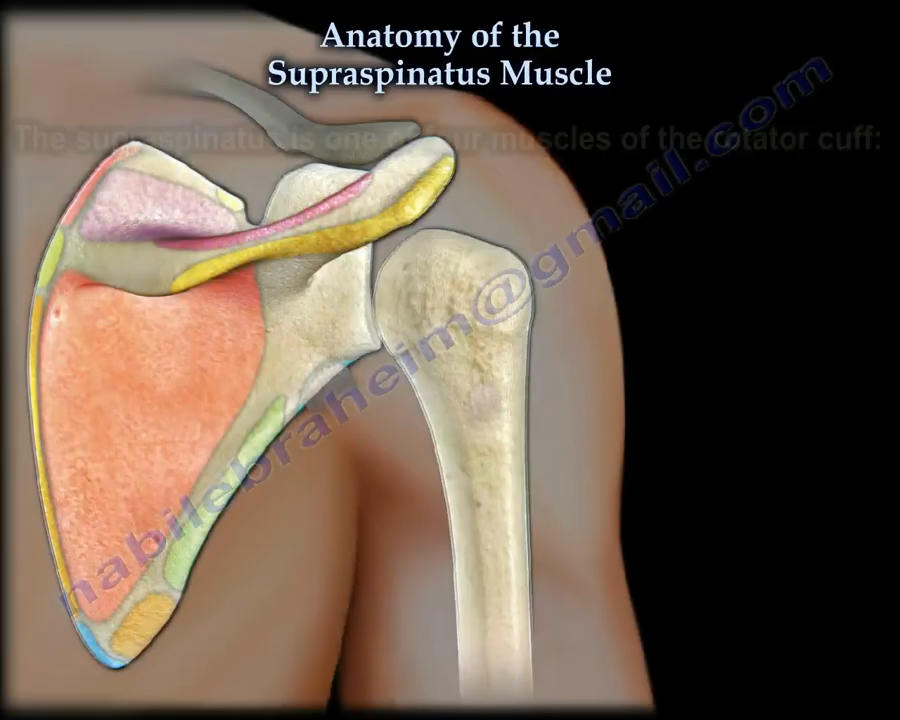 Anatomy of the
Supraspinatus Muscle
The supraspinatus is one of four muscles of the rotator cuff:
nabilebraheim@gmail.com